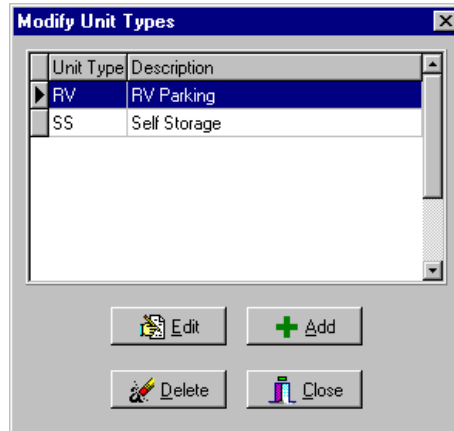 Modify Unit Types
Unit Type Description
RV RV Parking
SS Self Storage
Edit Add
Delete Close